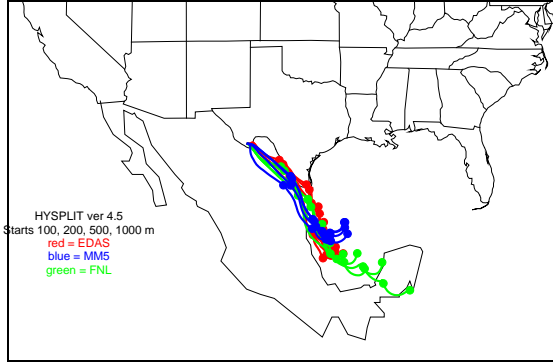 HYSPLIT ver 4.5
Starts 100, 200, 500, 1000 m
red = EDAS
blue = MM5
green = FNL